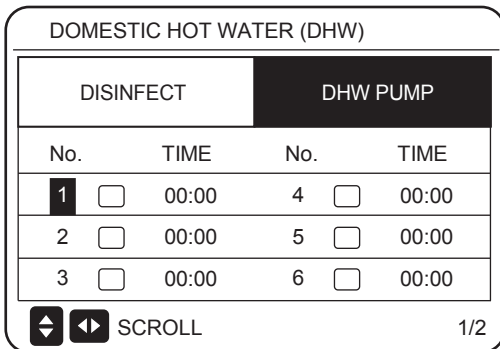 DOMESTIC HOT WATER (DHW)
DISINFECT DHW PUMP
No. TIME No. TIME
1 00:00 4 00:00
2 00:00 5 00:00
3 00:00 6 00:00
SCROLL 1/2